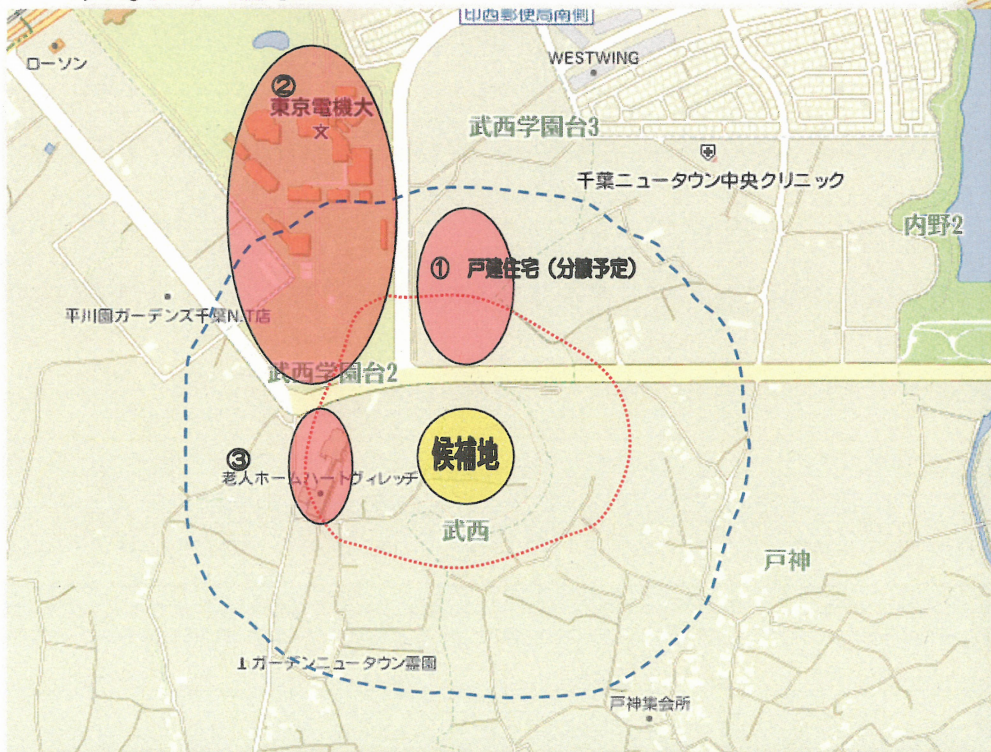 印西郵便局南側
ローソン
WESTWING
②
東京電機大
文
武西学園台3
千葉ニュータウン中央クリニック
内野2
① 戸建住宅(分譲予定)
平川園ガーデンズ千葉N.T店
武西学園台2
候補地
③
老人ホームハートヴィレッヂ
武西
戸神
ガーデンニュータウン霊園
戸神集会所